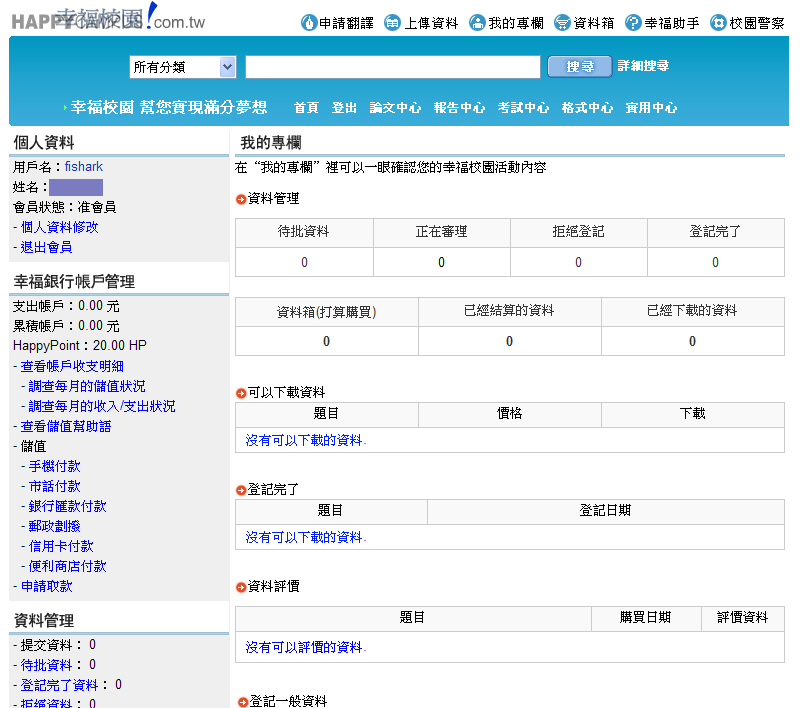 HAPPYCAMPUS幸福校園!.com.tw
申請翻譯 上傳資料 我的專欄 資料箱 幸福助手 校園警察
所有分類 搜尋 詳細搜尋
幸福校園 幫您實現滿分夢想 首頁 登出 論文中心 報告中心 考試中心 格式中心 實用中心
個人資料
用戶名：fishark
姓名：
會員狀態：准會員
- 個人資料修改
- 退出會員
幸福銀行帳戶管理
支出帳戶：0.00 元
累積帳戶：0.00 元
HappyPoint：20.00 HP
- 查看帳戶收支明細
- 調查每月的儲值狀況
- 調查每月的收入/支出狀況
- 查看儲值幫助語
- 儲值
- 手機付款
- 市話付款
- 銀行匯款付款
- 郵政劃撥
- 信用卡付款
- 便利商店付款
- 申請取款
資料管理
- 提交資料： 0
- 待批資料： 0
- 登記完了資料： 0
- 拒絕資料： 0
我的專欄
在“我的專欄”裡可以一眼確認您的幸福校園活動內容
資料管理
待批資料 正在審理 拒絕登記 登記完了
0 0 0 0
資料箱(打算購買) 已經結算的資料 已經下載的資料
0 0 0
可以下載資料
題目 價格 下載
沒有可以下載的資料.
登記完了
題目 登記日期
沒有可以下載的資料.
資料評價
題目 購買日期 評價資料
沒有可以評價的資料.
登記一般資料